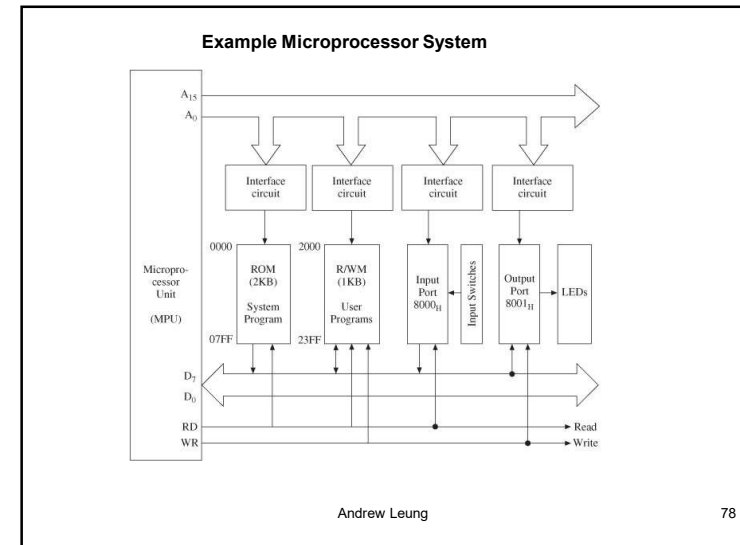 Example Microprocessor System
A15
A0
Interface
circuit
Interface
circuit
Interface
circuit
Interface
circuit
Micropro-
cessor
Unit
(MPU)
0000
ROM
(2KB)
System
Program
07FF
2000
R/WM
(1KB)
User
Programs
23FF
Input
Port
8000H
Input Switches
Output
Port
8001H
LEDs
D7
D0
RD
Read
WR
Write
Andrew Leung
78